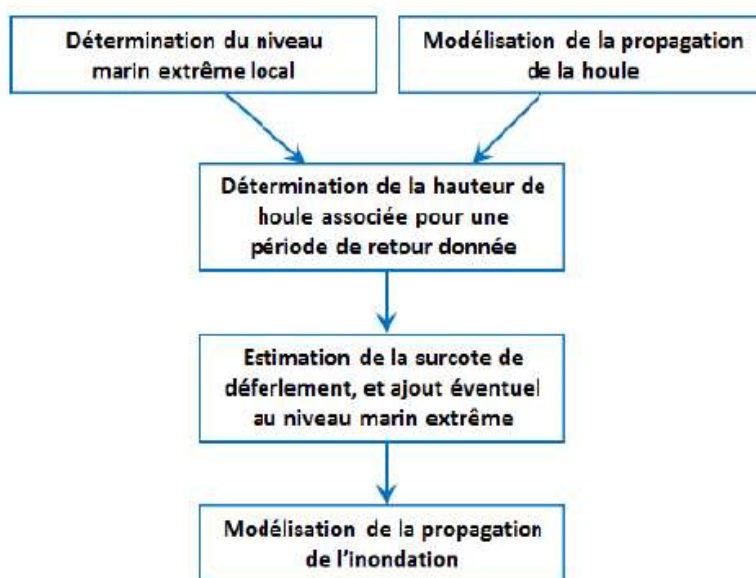 Détermination du niveau
marin extrême local
Modélisation de la propagation
de la houle
Détermination de la hauteur de
houle associée pour une
période de retour donnée
Estimation de la surcote de
déferlement, et ajout éventuel
au niveau marin extrême
Modélisation de la propagation
de l'inondation